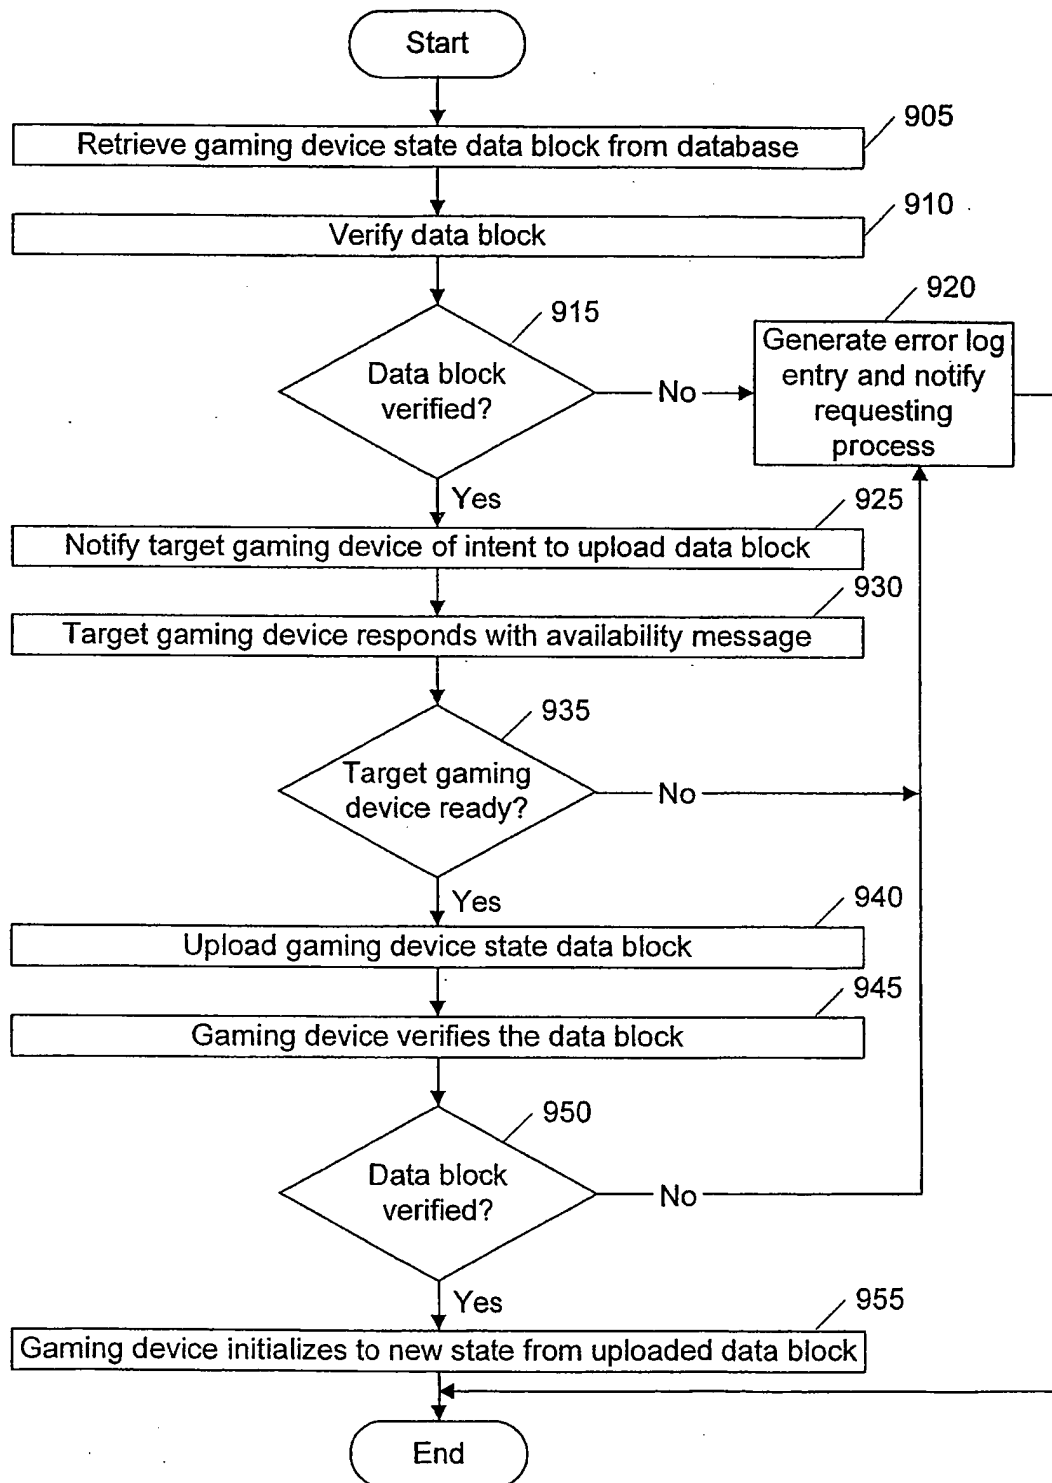 Start
905
Retrieve gaming device state data block from database
910
Verify data block
915
Data block
verified?
No
920
Generate error log
entry and notify
requesting
process
Yes
925
Notify target gaming device of intent to upload data block
930
Target gaming device responds with availability message
935
Target gaming
device ready?
No
Yes
940
Upload gaming device state data block
945
Gaming device verifies the data block
950
Data block
verified?
No
Yes
955
Gaming device initializes to new state from uploaded data block
End